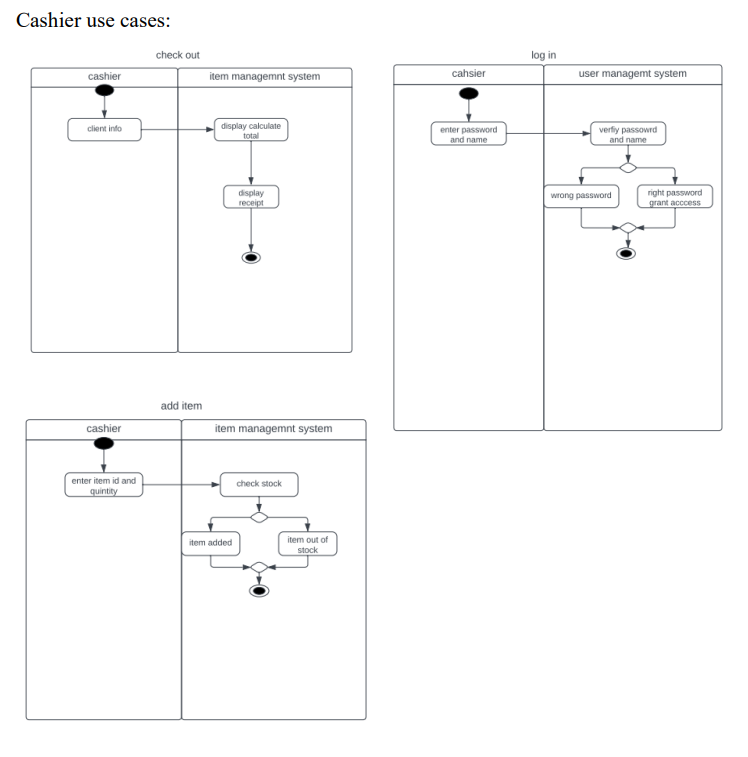 Cashier use cases:
check out
cashier
item managemnt system
client info
display calculate
total
display
receipt
log in
cahsier
user managemt system
enter password
and name
verfiy passowrd
and name
wrong password
right password
grant acccess
add item
cashier
item managemnt system
enter item id and
quintity
check stock
item added
item out of
stock